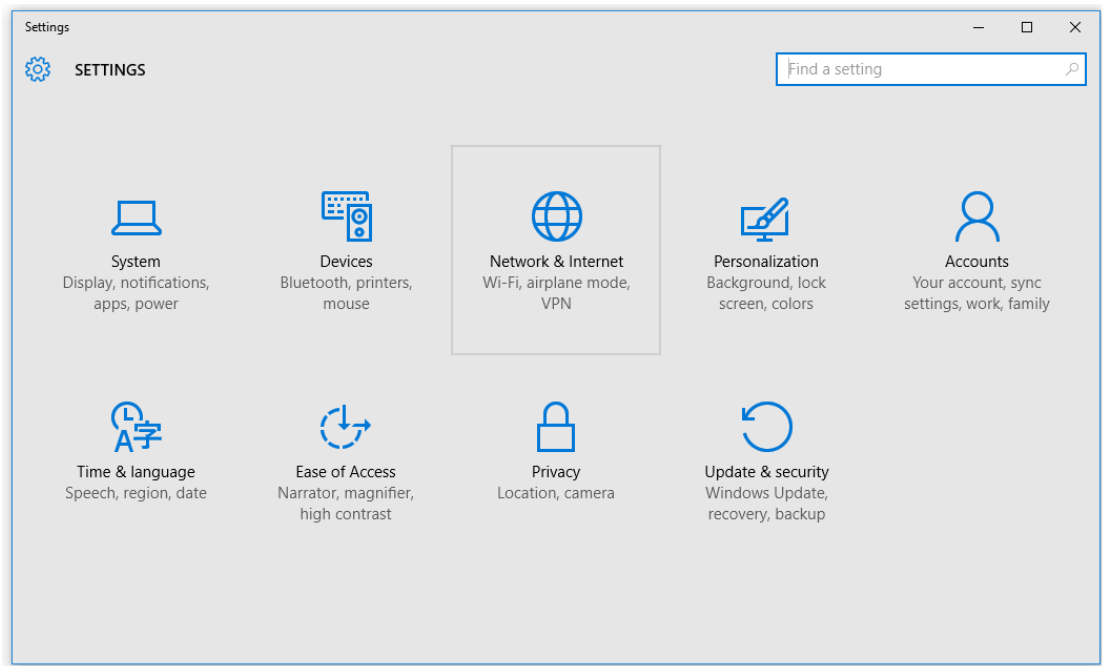 Settings
SETTINGS
Find a setting
System
Display, notifications,
apps, power
Devices
Bluetooth, printers,
mouse
Network & Internet
Wi-Fi, airplane mode,
VPN
Personalization
Background, lock
screen, colors
Accounts
Your account, sync
settings, work, family
A字
Time & language
Speech, region, date
Ease of Access
Narrator, magnifier,
high contrast
Privacy
Location, camera
Update & security
Windows Update,
recovery, backup